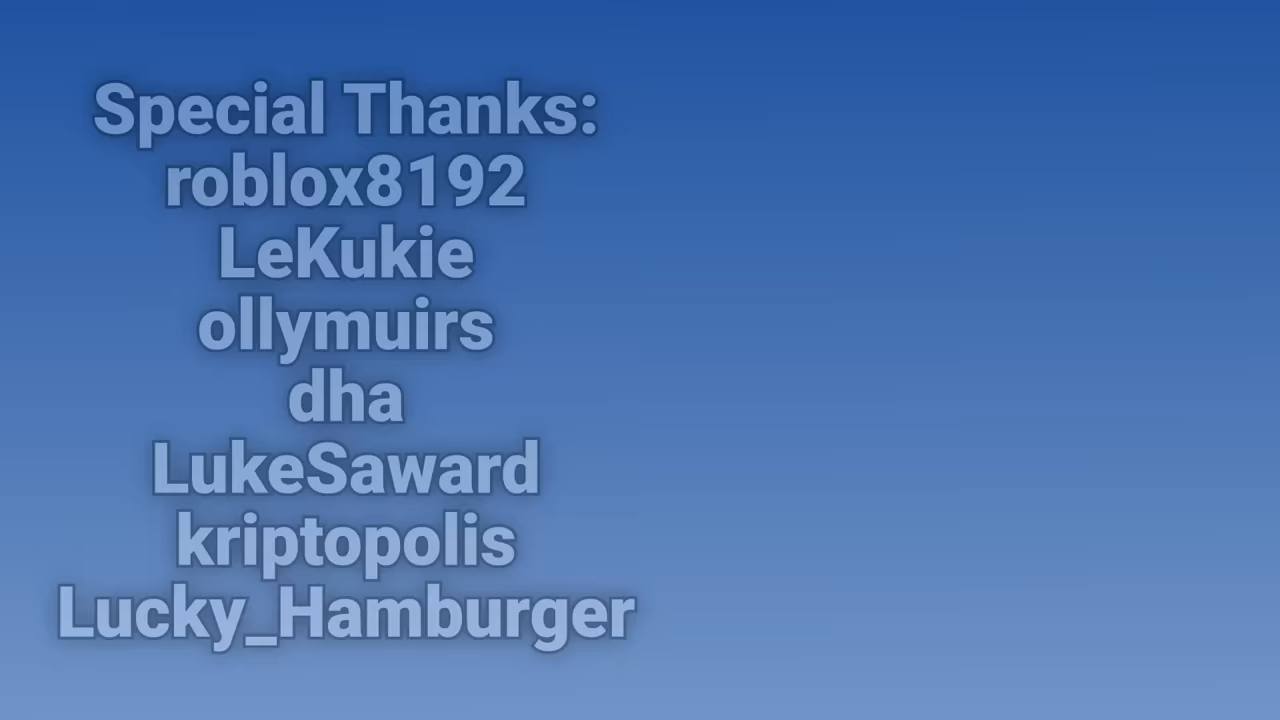 Special Thanks:
roblox8192
LeKukie
ollymuirs
dha
LukeSaward
kriptopolis
Lucky_Hamburger